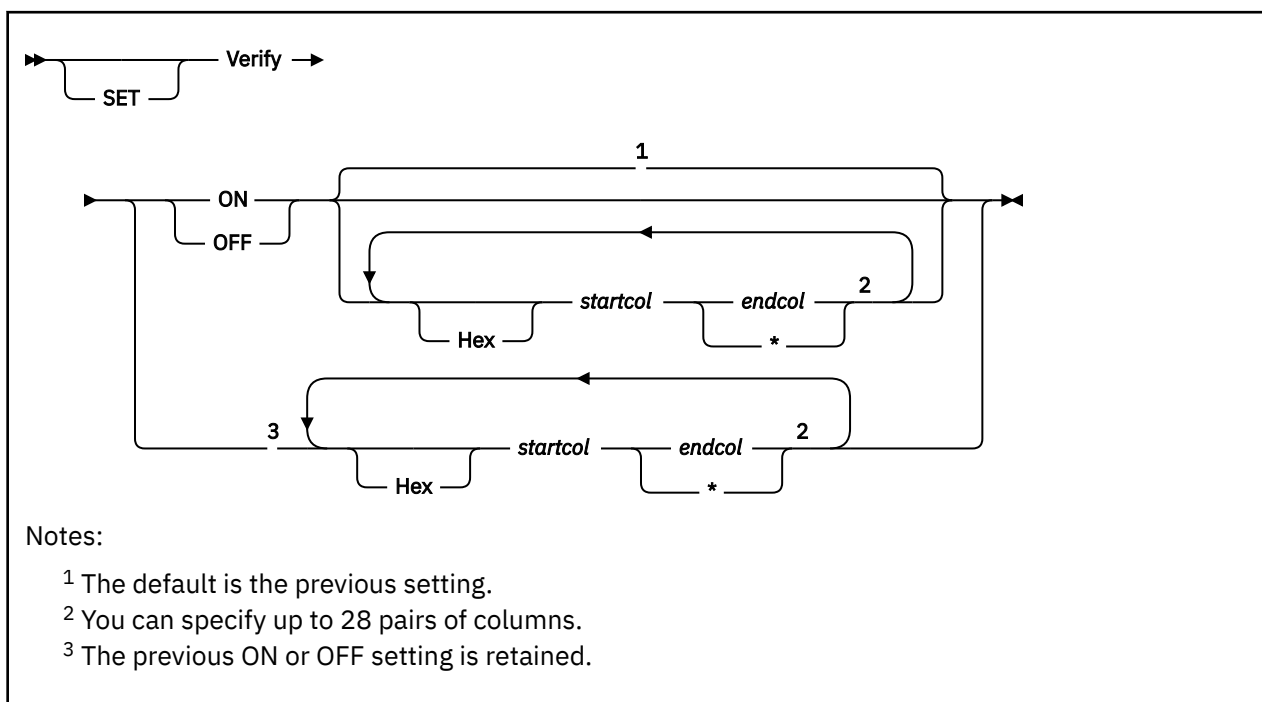 Verify
SET
1
ON
OFF
startcol endcol 2
Hex *
3 startcol endcol 2
Hex *
Notes:
1 The default is the previous setting.
2 You can specify up to 28 pairs of columns.
3 The previous ON or OFF setting is retained.